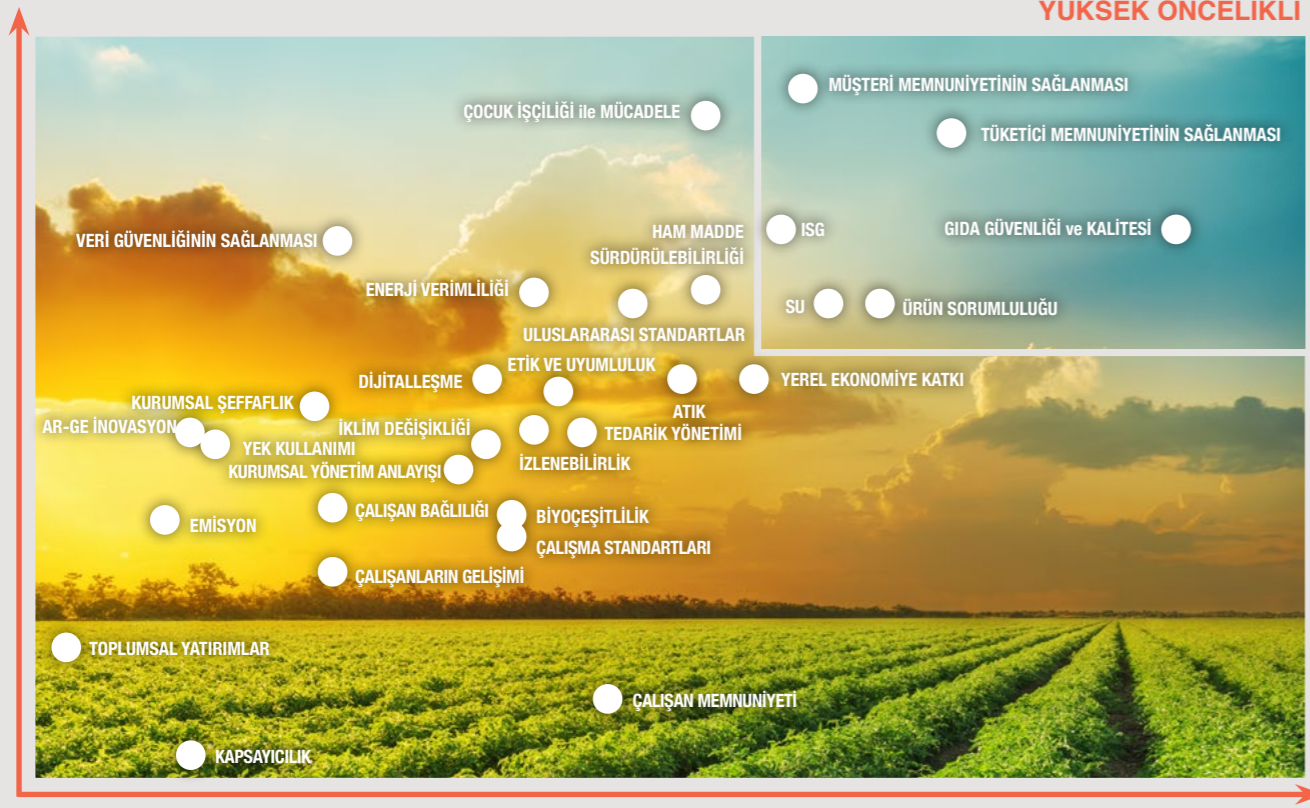 YÜKSEK ÖNCELİKLİ
MÜŞTERİ MEMNUNİYETİNİN SAĞLANMASI
ÇOCUK İŞÇİLİĞİ ile MÜCADELE
TÜKETİCİ MEMNUNİYETİNİN SAĞLANMASI
VERİ GÜVENLİĞİNİN SAĞLANMASI
HAM MADDE
SÜRDÜRÜLEBİLİRLİĞİ
ISG
GIDA GÜVENLİĞİ ve KALİTESİ
ENERJİ VERİMLİLİĞİ
ULUSLARARASI STANDARTLAR
SU
ÜRÜN SORUMLULUĞU
ETİK VE UYUMLULUK
DİJİTALLEŞME
YEREL EKONOMİYE KATKI
KURUMSAL ŞEFFAFLIK
ATIK
AR-GE İNOVASYON
İKLİM DEĞİŞİKLİĞİ
TEDARİK YÖNETİMİ
YEK KULLANIMI
İZLENEBİLİRLİK
KURUMSAL YÖNETİM ANLAYIŞI
ÇALIŞAN BAĞLILIĞI
BİYOÇEŞİTLİLİK
EMİSYON
ÇALIŞMA STANDARTLARI
ÇALIŞANLARIN GELİŞİMİ
TOPLUMSAL YATIRIMLAR
ÇALIŞAN MEMNUNİYETİ
KAPSAYICILIK